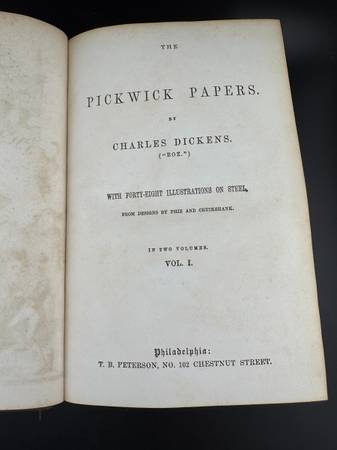 THE
PICKWICK PAPERS.
BY
CHARLES DICKENS.
("BOZ.")
WITH FORTY-EIGHT ILLUSTRATIONS ON STEEL,
FROM DESIGNS BY PHIZ AND CRUIKSHANK.
IN TWO VOLUMES.
VOL. I.
Philadelphia:
T. B. PETERSON, NO. 102 CHESTNUT STREET.